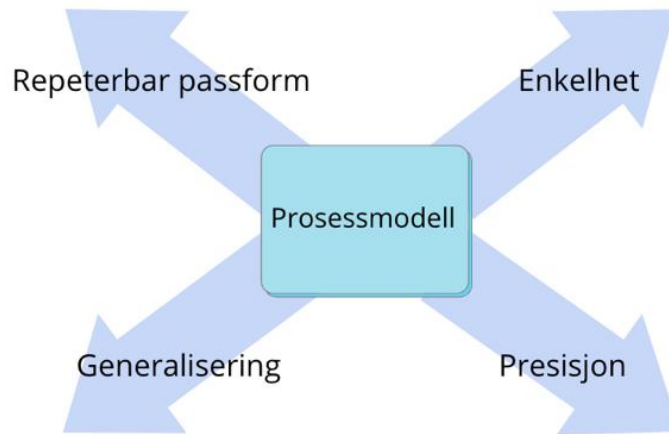 Repeterbar passform
Enkelhet
Prosessmodell
Generalisering
Presisjon